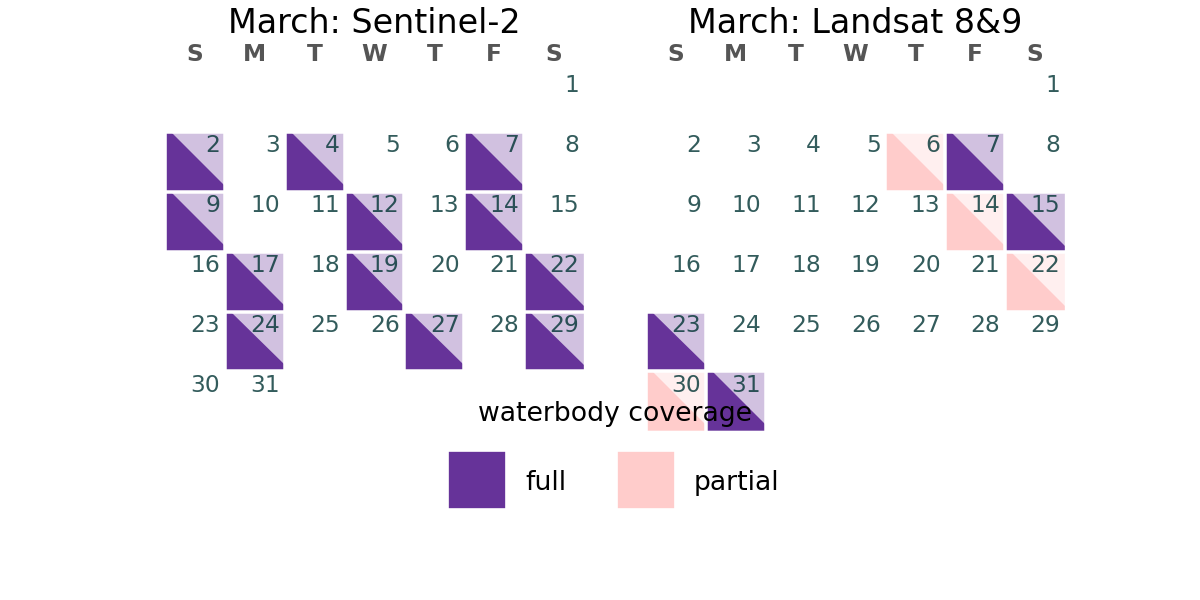 March: Sentinel-2
S M T W T F S
1
2 3 4 5 6 7 8
9 10 11 12 13 14 15
16 17 18 19 20 21 22
23 24 25 26 27 28 29
30 31
March: Landsat 8&9
S M T W T F S
1
2 3 4 5 6 7 8
9 10 11 12 13 14 15
16 17 18 19 20 21 22
23 24 25 26 27 28 29
30 31
waterbody coverage
full partial